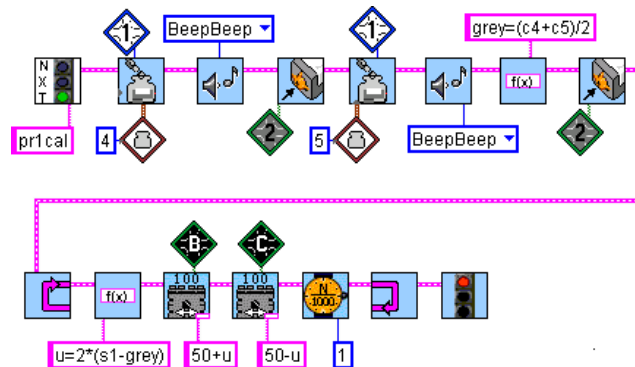 1 BeepBeep 1 grey=(c4+c5)/2
N X T f(x)
pr1cal 4 2 5 BeepBeep 2
B C
100 100 N 1000
f(x)
u=2*(s1-grey) 50+u 50-u 1